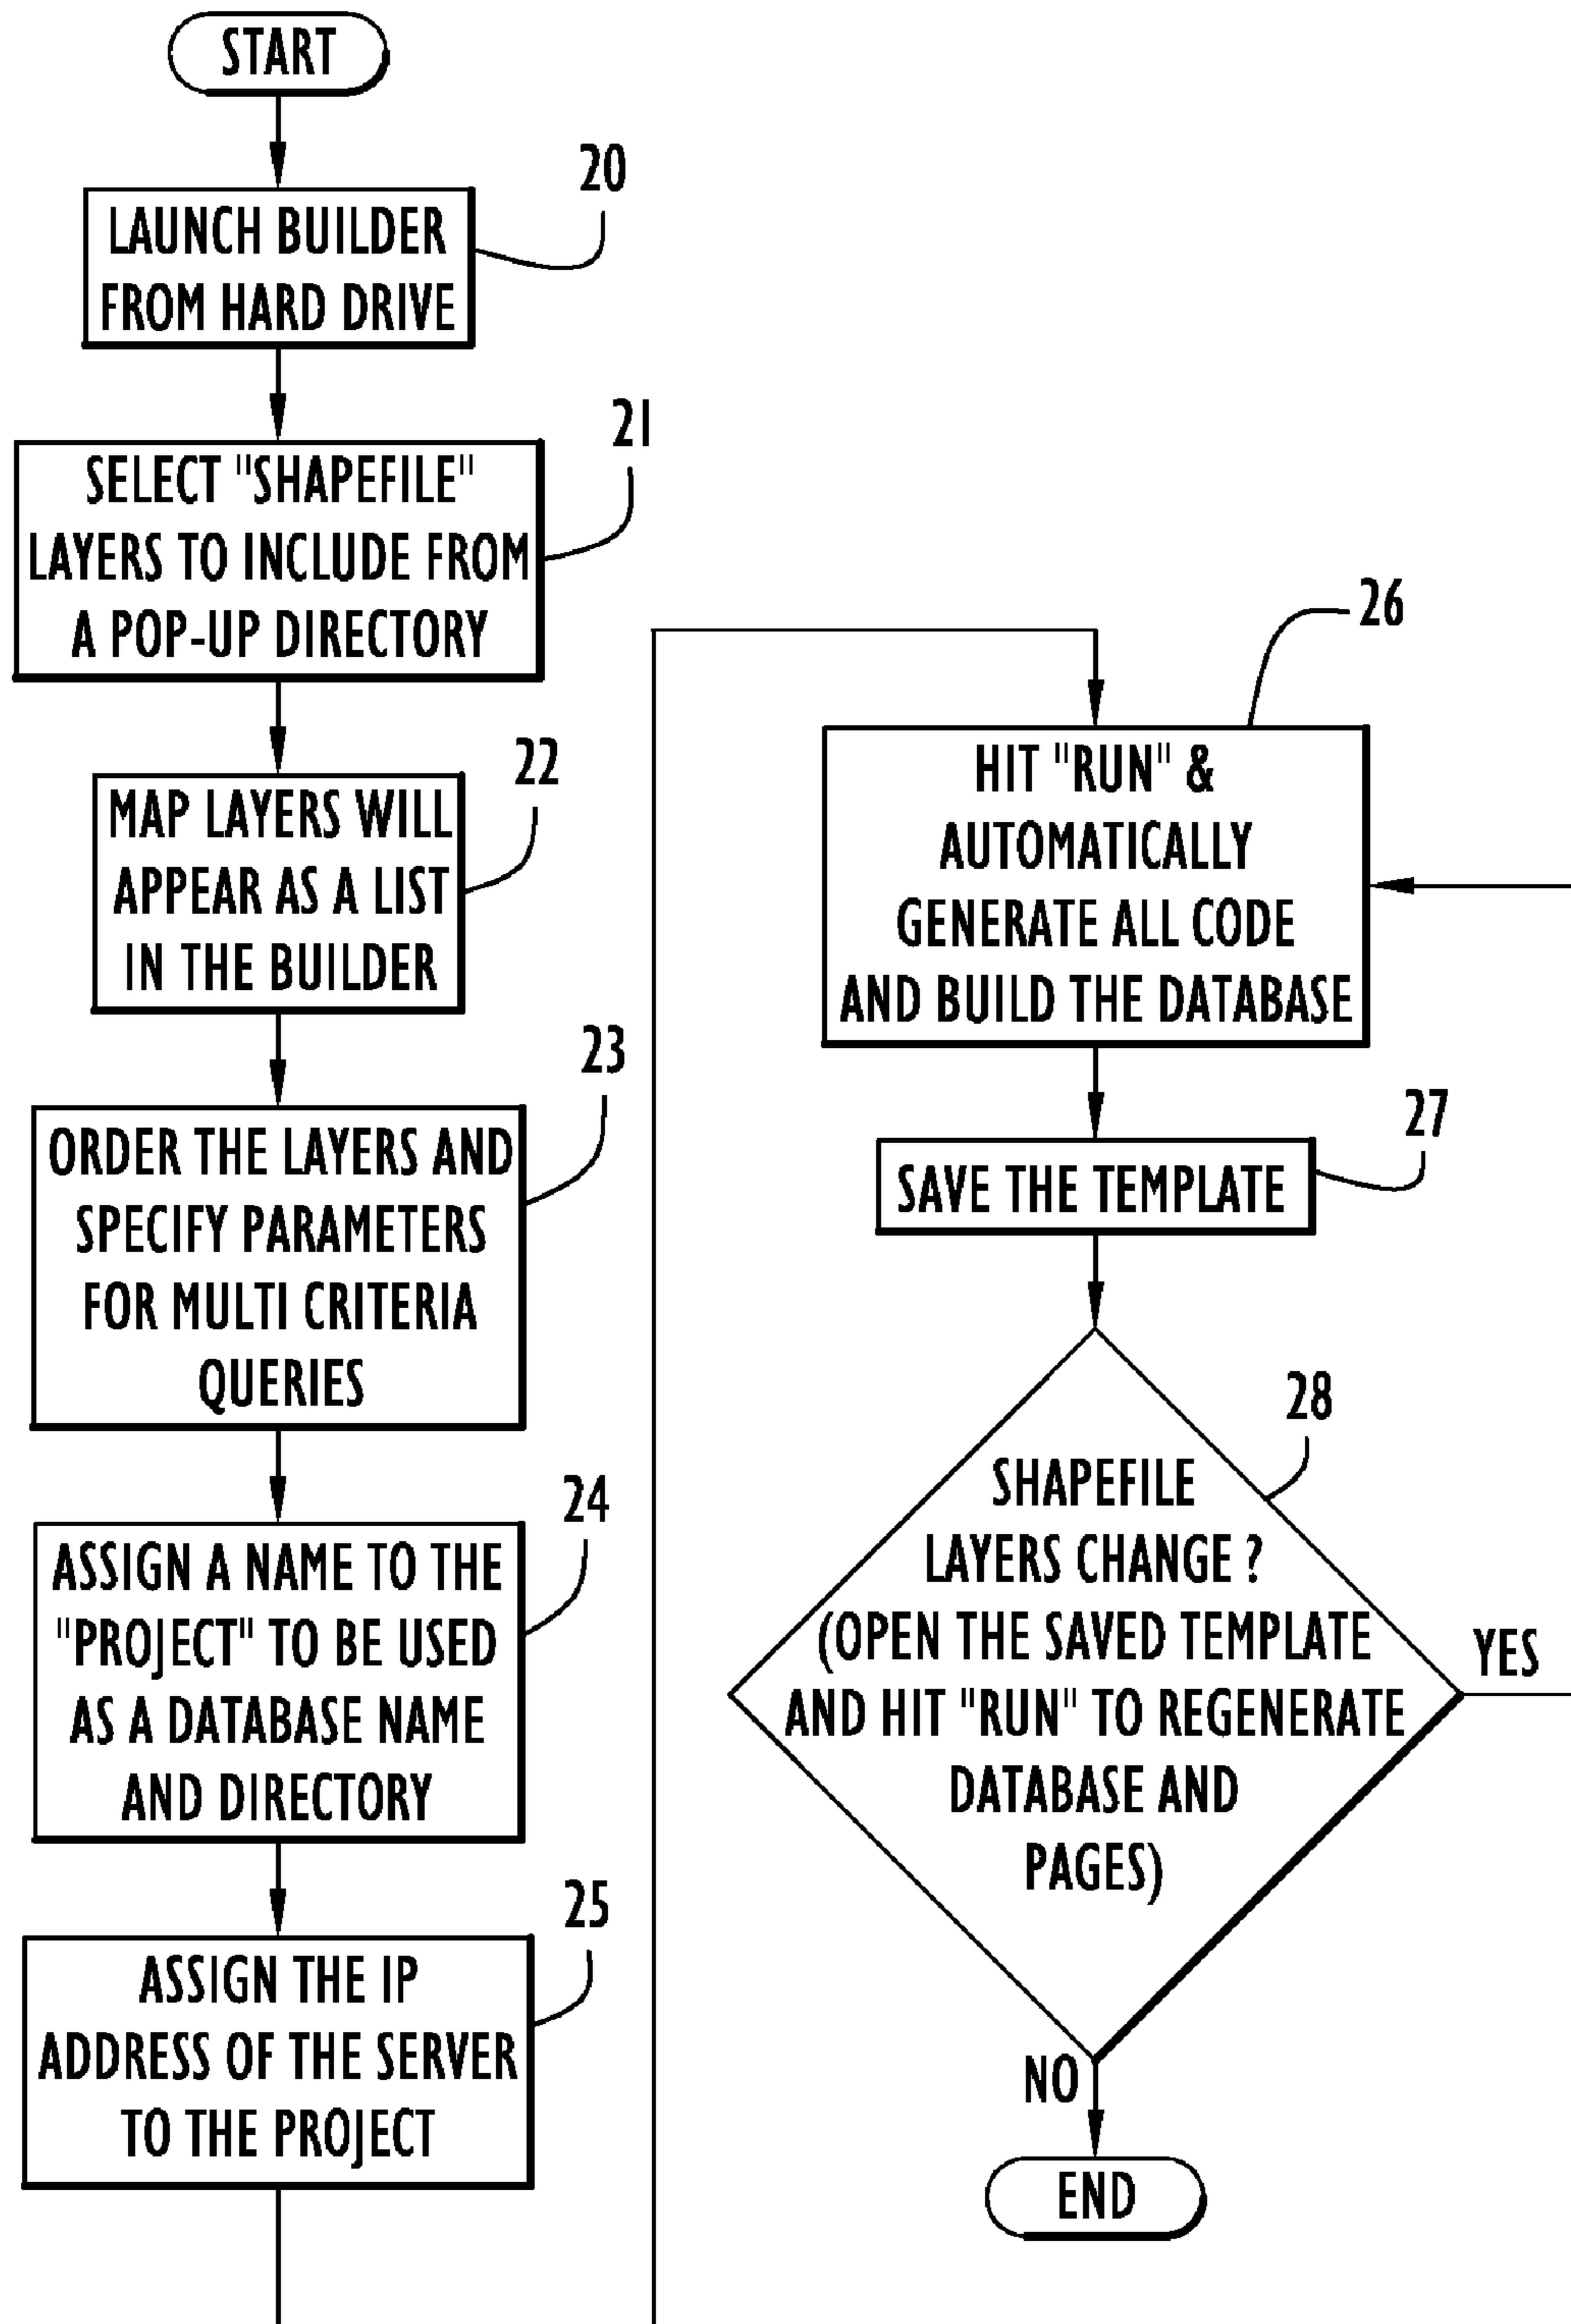 START
20
LAUNCH BUILDER
FROM HARD DRIVE
21
SELECT "SHAPEFILE"
LAYERS TO INCLUDE FROM
A POP-UP DIRECTORY
22
MAP LAYERS WILL
APPEAR AS A LIST
IN THE BUILDER
23
ORDER THE LAYERS AND
SPECIFY PARAMETERS
FOR MULTI CRITERIA
QUERIES
24
ASSIGN A NAME TO THE
"PROJECT" TO BE USED
AS A DATABASE NAME
AND DIRECTORY
25
ASSIGN THE IP
ADDRESS OF THE SERVER
TO THE PROJECT
26
HIT "RUN" &
AUTOMATICALLY
GENERATE ALL CODE
AND BUILD THE DATABASE
27
SAVE THE TEMPLATE
28
SHAPEFILE
LAYERS CHANGE ?
(OPEN THE SAVED TEMPLATE
AND HIT "RUN" TO REGENERATE
DATABASE AND
PAGES)
YES
NO
END